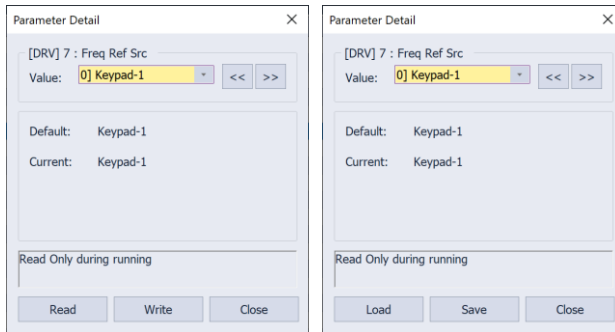 Parameter Detail
[DRV] 7 : Freq Ref Src
Value: 0] Keypad-1 << >>
Default: Keypad-1
Current: Keypad-1
Read Only during running
Read Write Close
Parameter Detail
[DRV] 7 : Freq Ref Src
Value: 0] Keypad-1 << >>
Default: Keypad-1
Current: Keypad-1
Read Only during running
Load Save Close